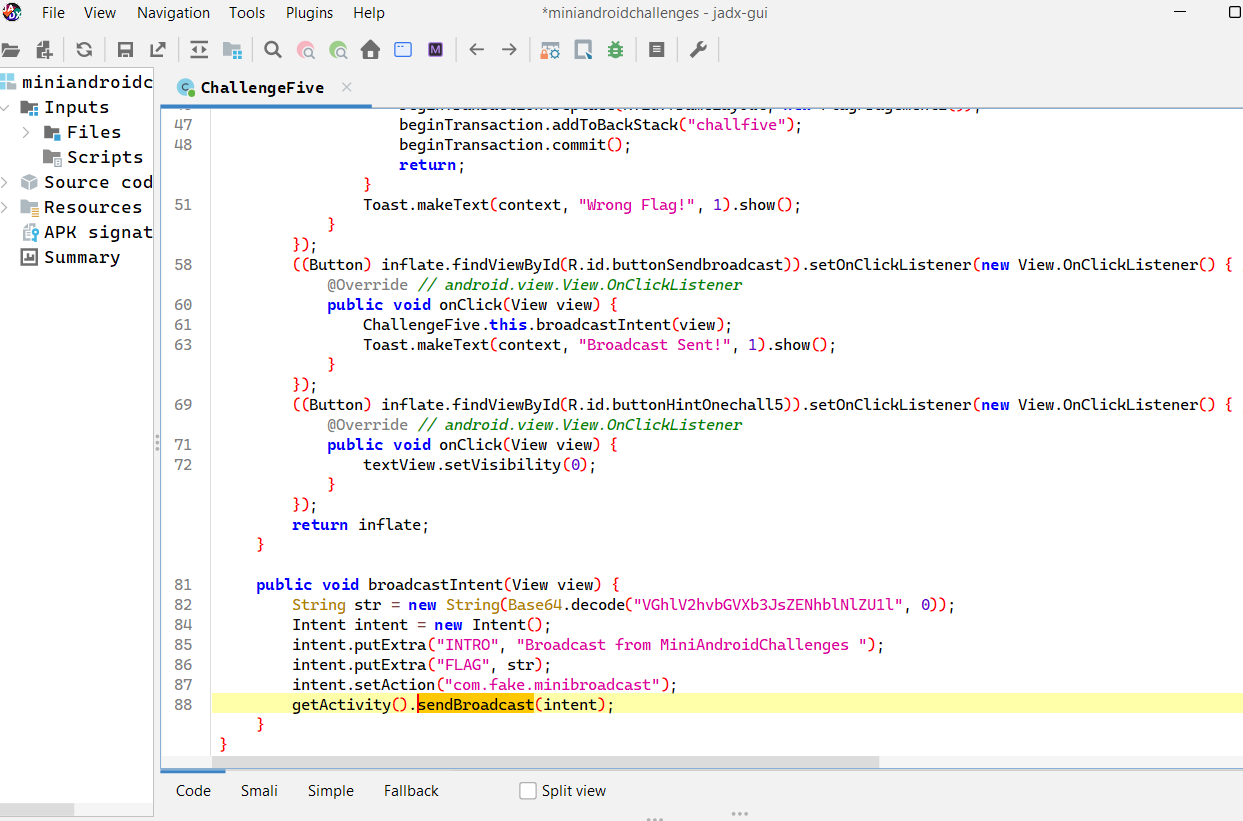 File View Navigation Tools Plugins Help *miniandroidchallenges - jadx-gui
miniandroidc
Inputs
Files
Scripts
Source cod
Resources
APK signat
Summary
ChallengeFive
47 beginTransaction.addToBackStack("challfive");
48 beginTransaction.commit();
return;
}
51 Toast.makeText(context, "Wrong Flag!", 1).show();
}
});
58 ((Button) inflate.findViewById(R.id.buttonSendbroadcast)).setOnClickListener(new View.OnClickListener() {
@Override // android.view.View.OnClickListener
60 public void onClick(View view) {
61 ChallengeFive.this.broadcastIntent(view);
63 Toast.makeText(context, "Broadcast Sent!", 1).show();
}
});
69 ((Button) inflate.findViewById(R.id.buttonHintOnechall5)).setOnClickListener(new View.OnClickListener() {
@Override // android.view.View.OnClickListener
71 public void onClick(View view) {
72 textView.setVisibility(0);
}
});
return inflate;
}
81 public void broadcastIntent(View view) {
82 String str = new String(Base64.decode("VGhlV2hvbGVXb3JsZENhblNlZU1l", 0));
84 Intent intent = new Intent();
85 intent.putExtra("INTRO", "Broadcast from MiniAndroidChallenges ");
86 intent.putExtra("FLAG", str);
87 intent.setAction("com.fake.minibroadcast");
88 getActivity().sendBroadcast(intent);
}
}
Code Smali Simple Fallback Split view